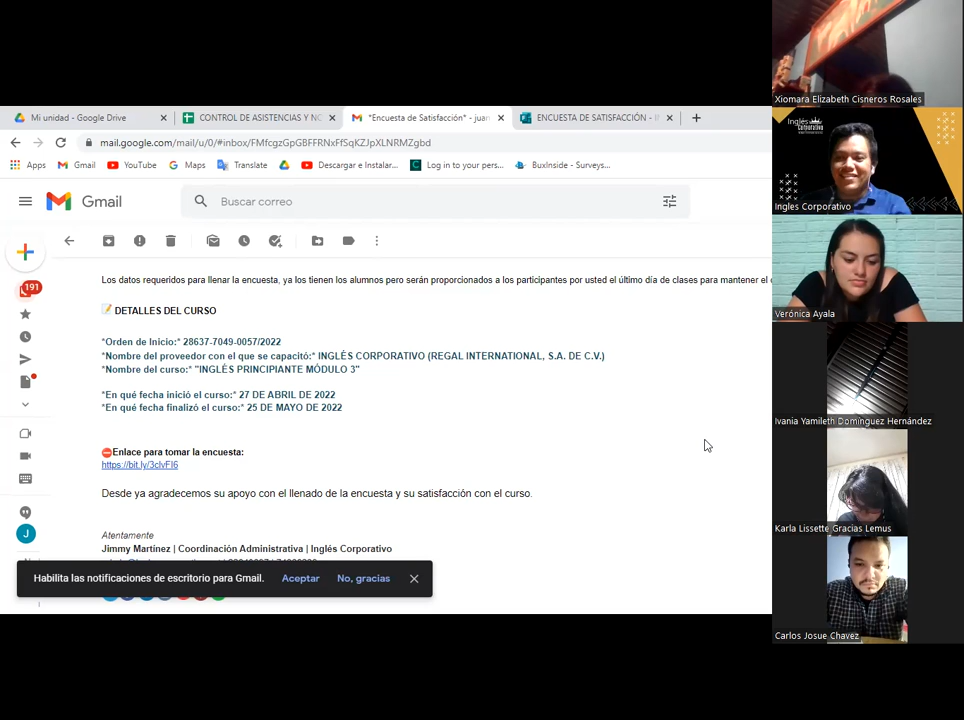 Mi unidad - Google Drive
CONTROL DE ASISTENCIAS Y NO
*Encuesta de Satisfacción* - juan
ENCUESTA DE SATISFACCIÓN - I
mail.google.com/mail/u/0/#inbox/FMfcgzGpGBFFRNxFfSqKZJpXLNRMZgbd
Apps
Gmail
YouTube
Maps
Translate
Descargar e Instalar...
Log in to your pers...
BuxInside - Surveys...
Gmail
Buscar correo
191
Los datos requeridos para llenar la encuesta, ya los tienen los alumnos pero serán proporcionados a los participantes por usted el último día de clases para mantener el
DETALLES DEL CURSO
*Orden de Inicio:* 28637-7049-0057/2022
*Nombre del proveedor con el que se capacitó:* INGLÉS CORPORATIVO (REGAL INTERNATIONAL, S.A. DE C.V.)
*Nombre del curso:* "INGLÉS PRINCIPIANTE MÓDULO 3"
*En qué fecha inició el curso:* 27 DE ABRIL DE 2022
*En qué fecha finalizó el curso:* 25 DE MAYO DE 2022
Enlace para tomar la encuesta:
https://bit.ly/3clvFI6
Desde ya agradecemos su apoyo con el llenado de la encuesta y su satisfacción con el curso.
Atentamente
Jimmy Martínez | Coordinación Administrativa | Inglés Corporativo
J
Habilita las notificaciones de escritorio para Gmail.
Aceptar
No, gracias
Xiomara Elizabeth Cisneros Rosales
Inglés
Corporativo
Ingles Corporativo
Verónica Ayala
Ivania Yamileth Domínguez Hernández
Karla Lissette Gracias Lemus
Carlos Josue Chavez